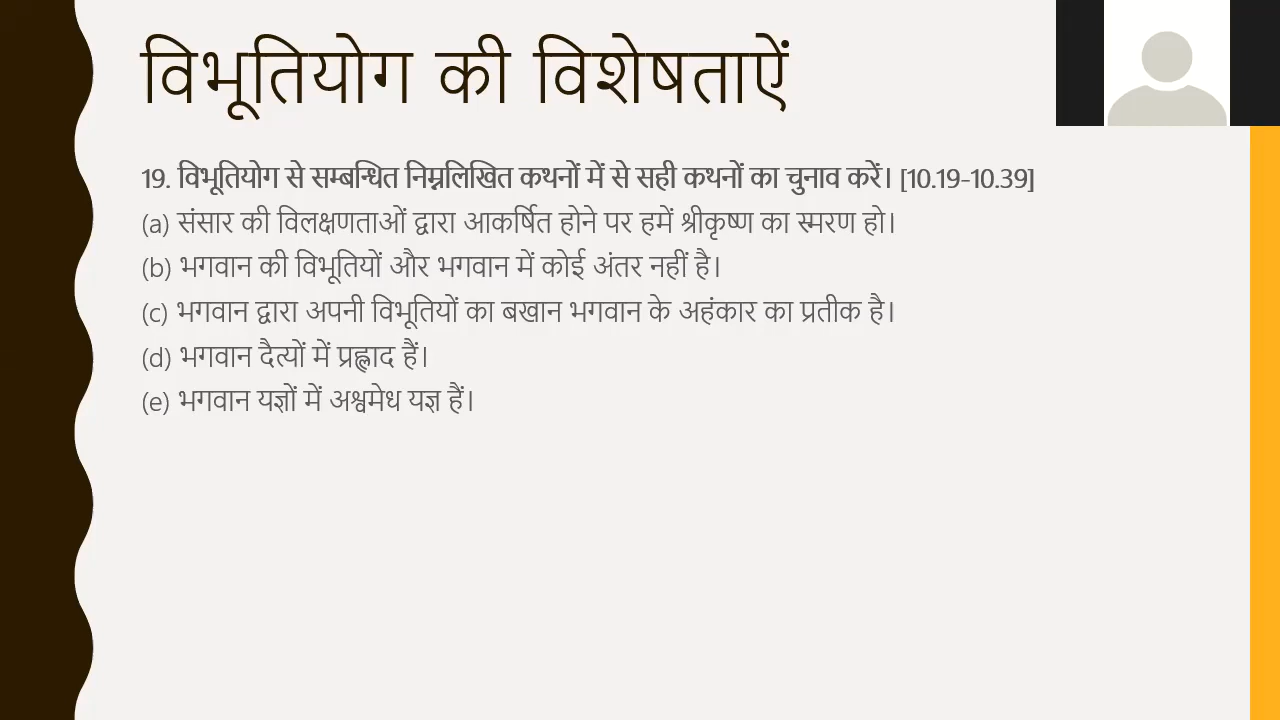 विभूतियोग की विशेषताऐं
19. विभूतियोग से सम्बन्धित निम्नलिखित कथनों में से सही कथनों का चुनाव करें। [10.19-10.39]
(a) संसार की विलक्षणताओं द्वारा आकर्षित होने पर हमें श्रीकृष्ण का स्मरण हो।
(b) भगवान की विभूतियों और भगवान में कोई अंतर नहीं है।
(c) भगवान द्वारा अपनी विभूतियों का बखान भगवान के अहंकार का प्रतीक है।
(d) भगवान दैत्यों में प्रह्लाद हैं।
(e) भगवान यज्ञों में अश्वमेध यज्ञ हैं।